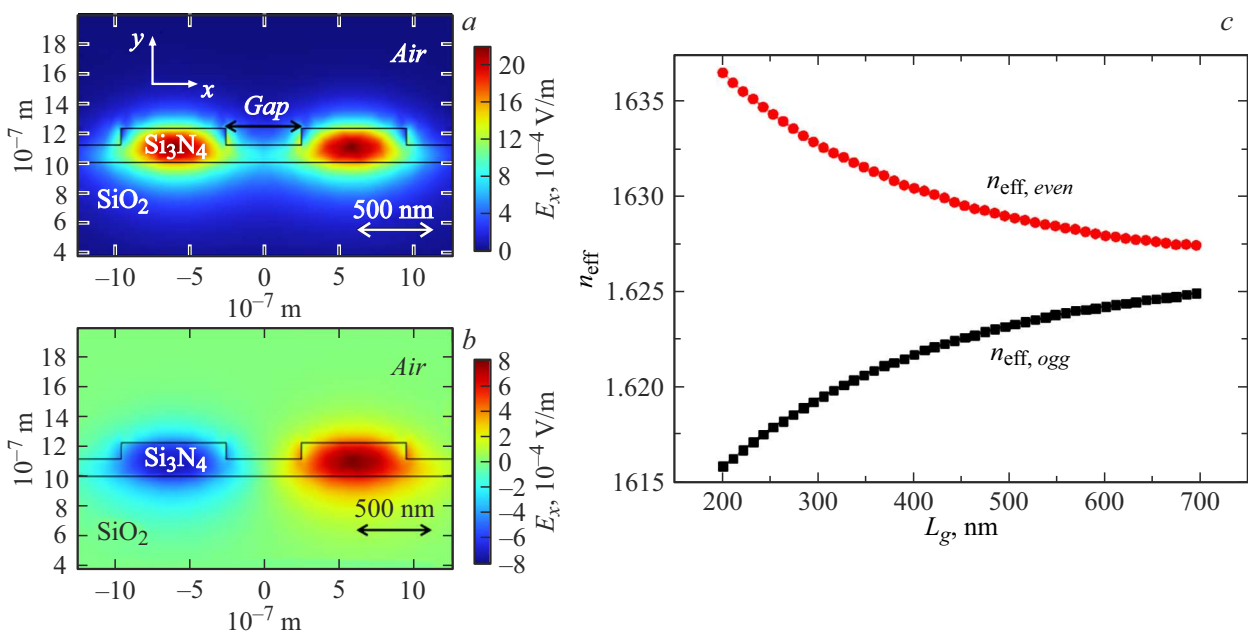 a
20
18
16
14
12
10
8
6
4
10⁻⁷ m
y
x
Air
Gap
Si₃N₄
SiO₂
500 nm
−10
−5
0
5
10
10⁻⁷ m
20
16
12
8
4
0
Eₓ, 10⁻⁴ V/m
b
18
16
14
12
10
8
6
4
10⁻⁷ m
Air
Si₃N₄
SiO₂
500 nm
−10
−5
0
5
10
10⁻⁷ m
8
6
4
2
0
−2
−4
−6
−8
Eₓ, 10⁻⁴ V/m
c
1635
1630
1.625
1.620
1615
n_eff
n_eff, even
n_eff, ogg
200
300
400
500
600
700
L_g, nm